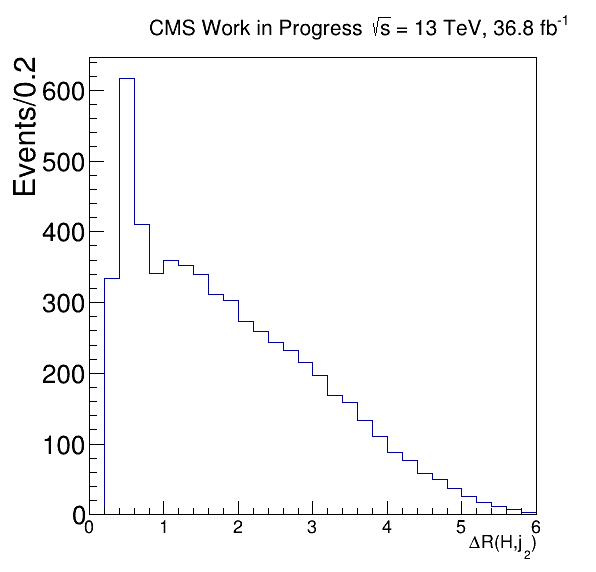 CMS Work in Progress √s = 13 TeV, 36.8 fb⁻¹
Events/0.2
600
500
400
300
200
100
0
0 1 2 3 4 5 6
ΔR(H,j₂)